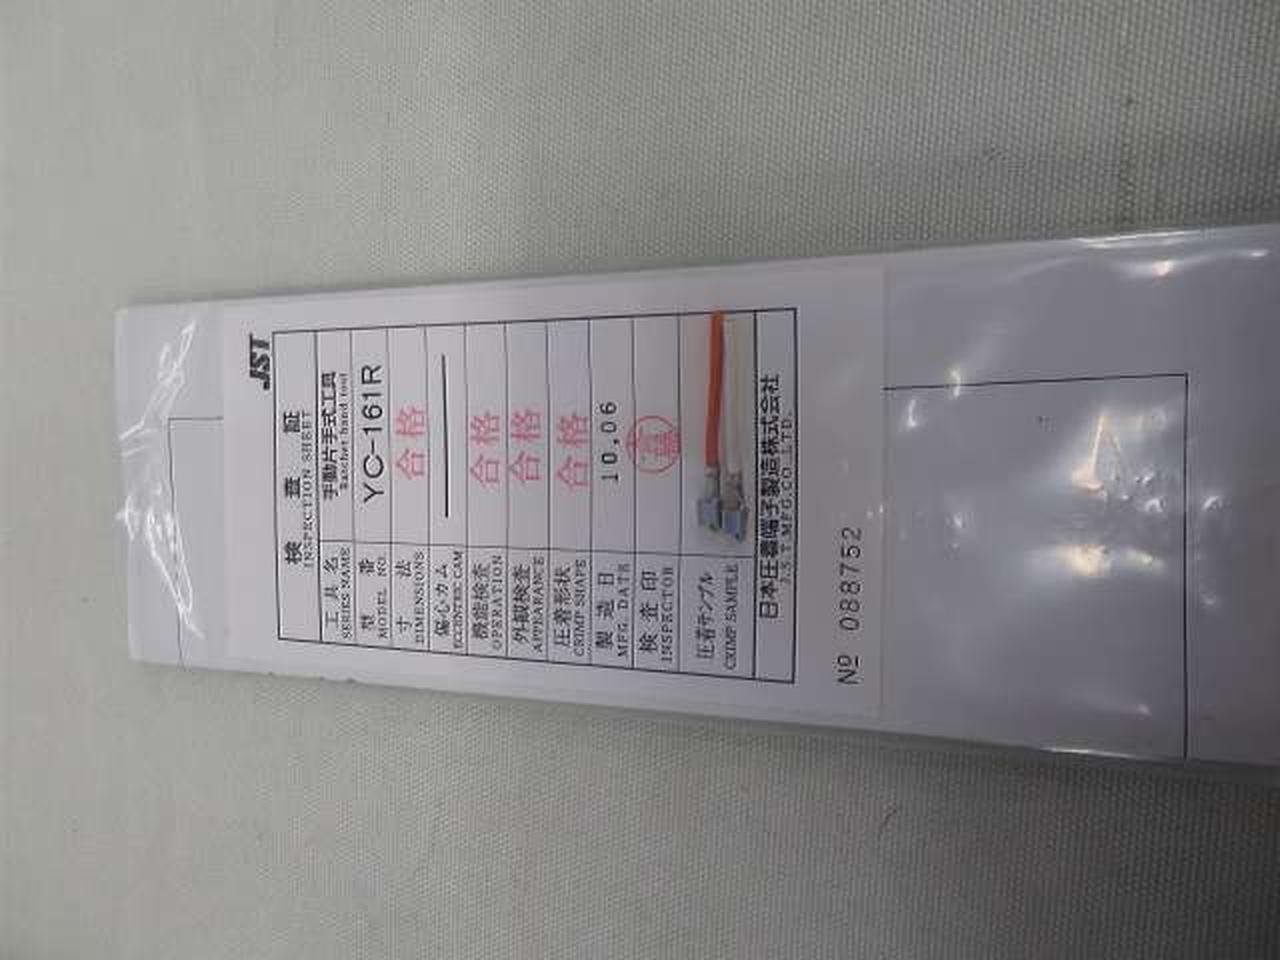 JST
検査証
INSPECTION SHEET
工具名 手動片手式工具
SERIES NAME Ratchet hand tool
型番 YC-161R
MODEL NO.
寸法 合格
DIMENSIONS
偏心カム
ECCENTRIC CAM
機能検査 合格
OPERATION
外観検査 合格
APPEARANCE
圧着形状 合格
CRIMP SHAPE
製造日 10.06
MFG. DATE
検査印
INSPECTOR
圧着サンプル
CRIMP SAMPLE
日本圧着端子製造株式会社
J.S.T.MFG.CO.,LTD.
№ 088752